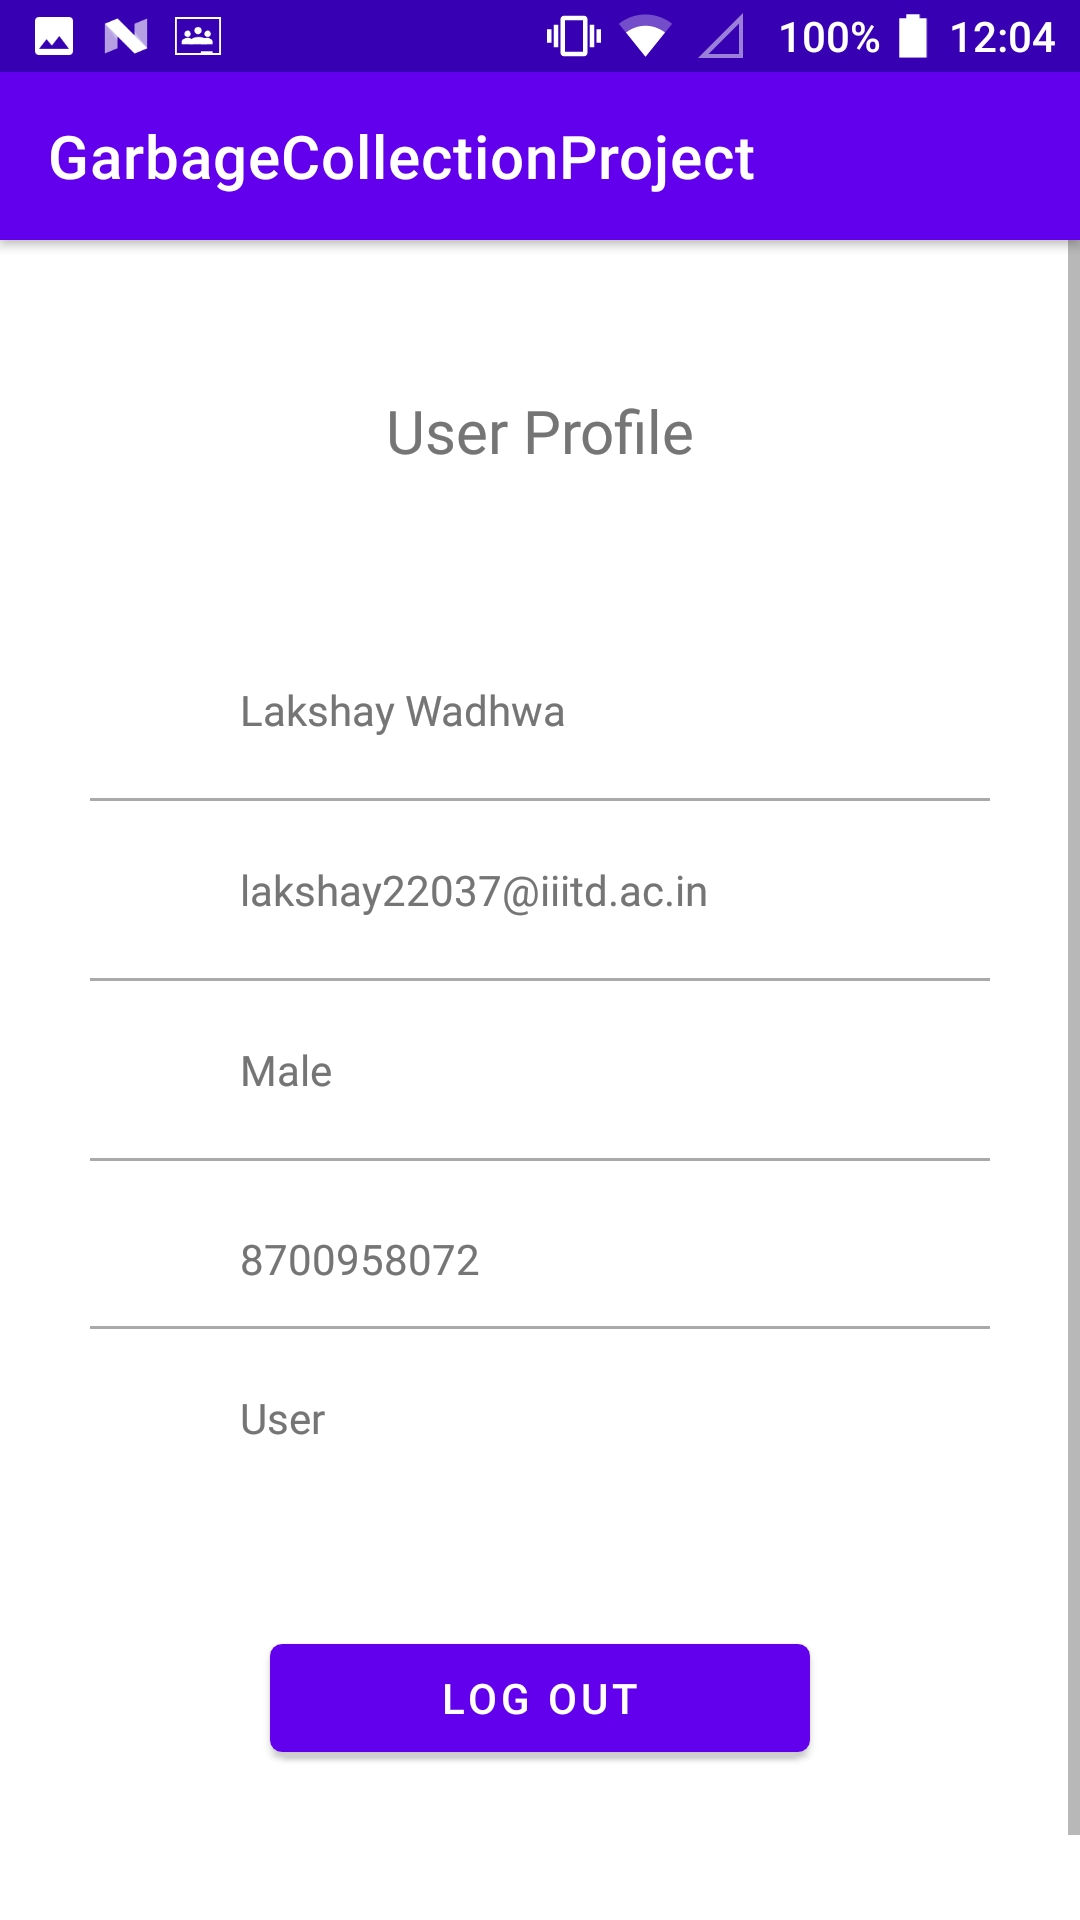 100% 12:04
GarbageCollectionProject
User Profile
Lakshay Wadhwa
lakshay22037@iiitd.ac.in
Male
8700958072
User
LOG OUT